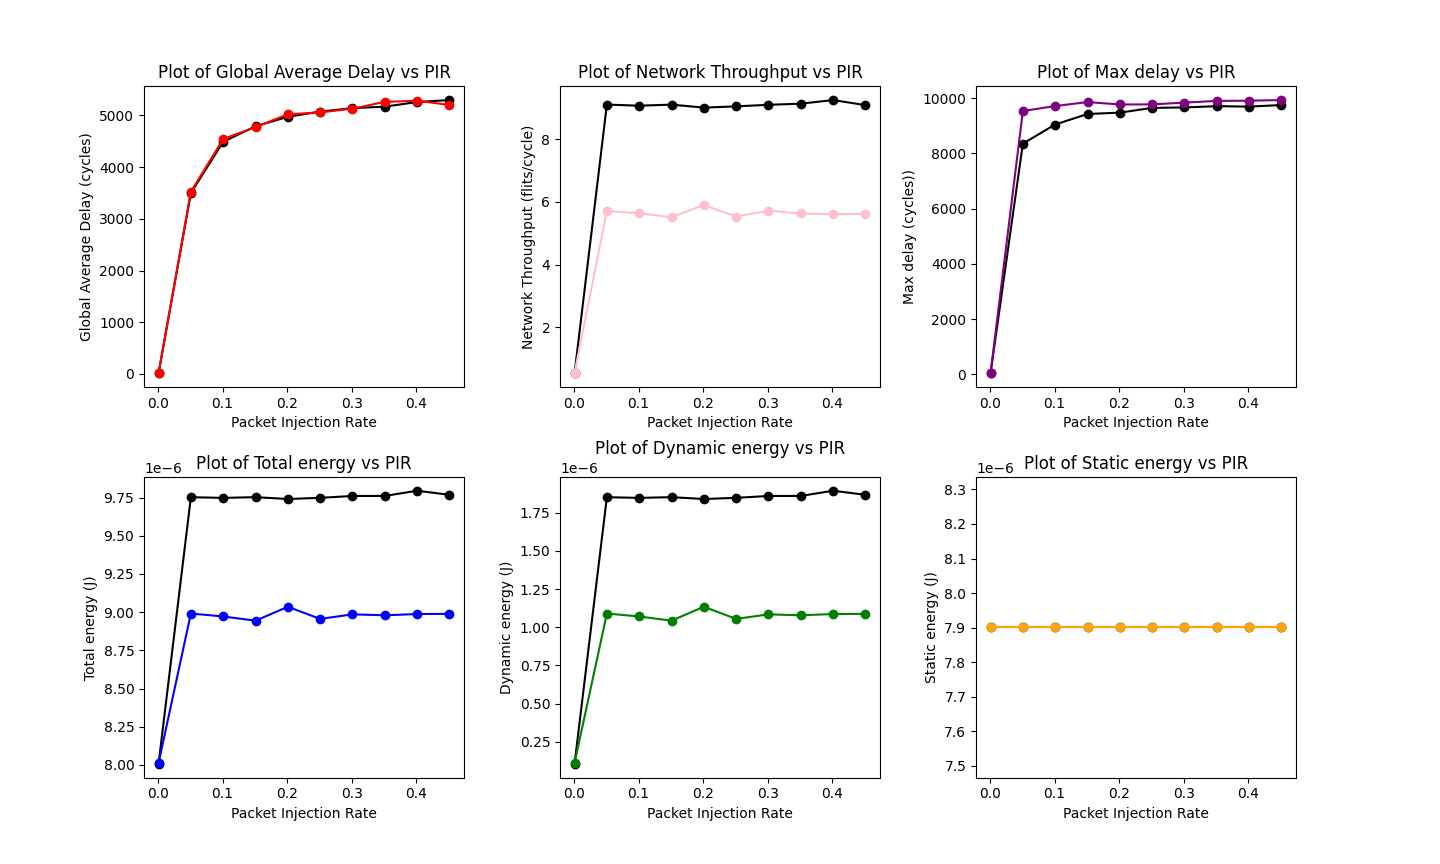 Plot of Global Average Delay vs PIR
Global Average Delay (cycles)
5000
4000
3000
2000
1000
0
0.0 0.1 0.2 0.3 0.4
Packet Injection Rate
Plot of Network Throughput vs PIR
Network Throughput (flits/cycle)
8
6
4
2
0.0 0.1 0.2 0.3 0.4
Packet Injection Rate
Plot of Max delay vs PIR
Max delay (cycles))
10000
8000
6000
4000
2000
0
0.0 0.1 0.2 0.3 0.4
Packet Injection Rate
1e−6 Plot of Total energy vs PIR
Total energy (J)
9.75
9.50
9.25
9.00
8.75
8.50
8.25
8.00
0.0 0.1 0.2 0.3 0.4
Packet Injection Rate
Plot of Dynamic energy vs PIR
1e−6
Dynamic energy (J)
1.75
1.50
1.25
1.00
0.75
0.50
0.25
0.0 0.1 0.2 0.3 0.4
Packet Injection Rate
1e−6 Plot of Static energy vs PIR
Static energy (J)
8.3
8.2
8.1
8.0
7.9
7.8
7.7
7.6
7.5
0.0 0.1 0.2 0.3 0.4
Packet Injection Rate